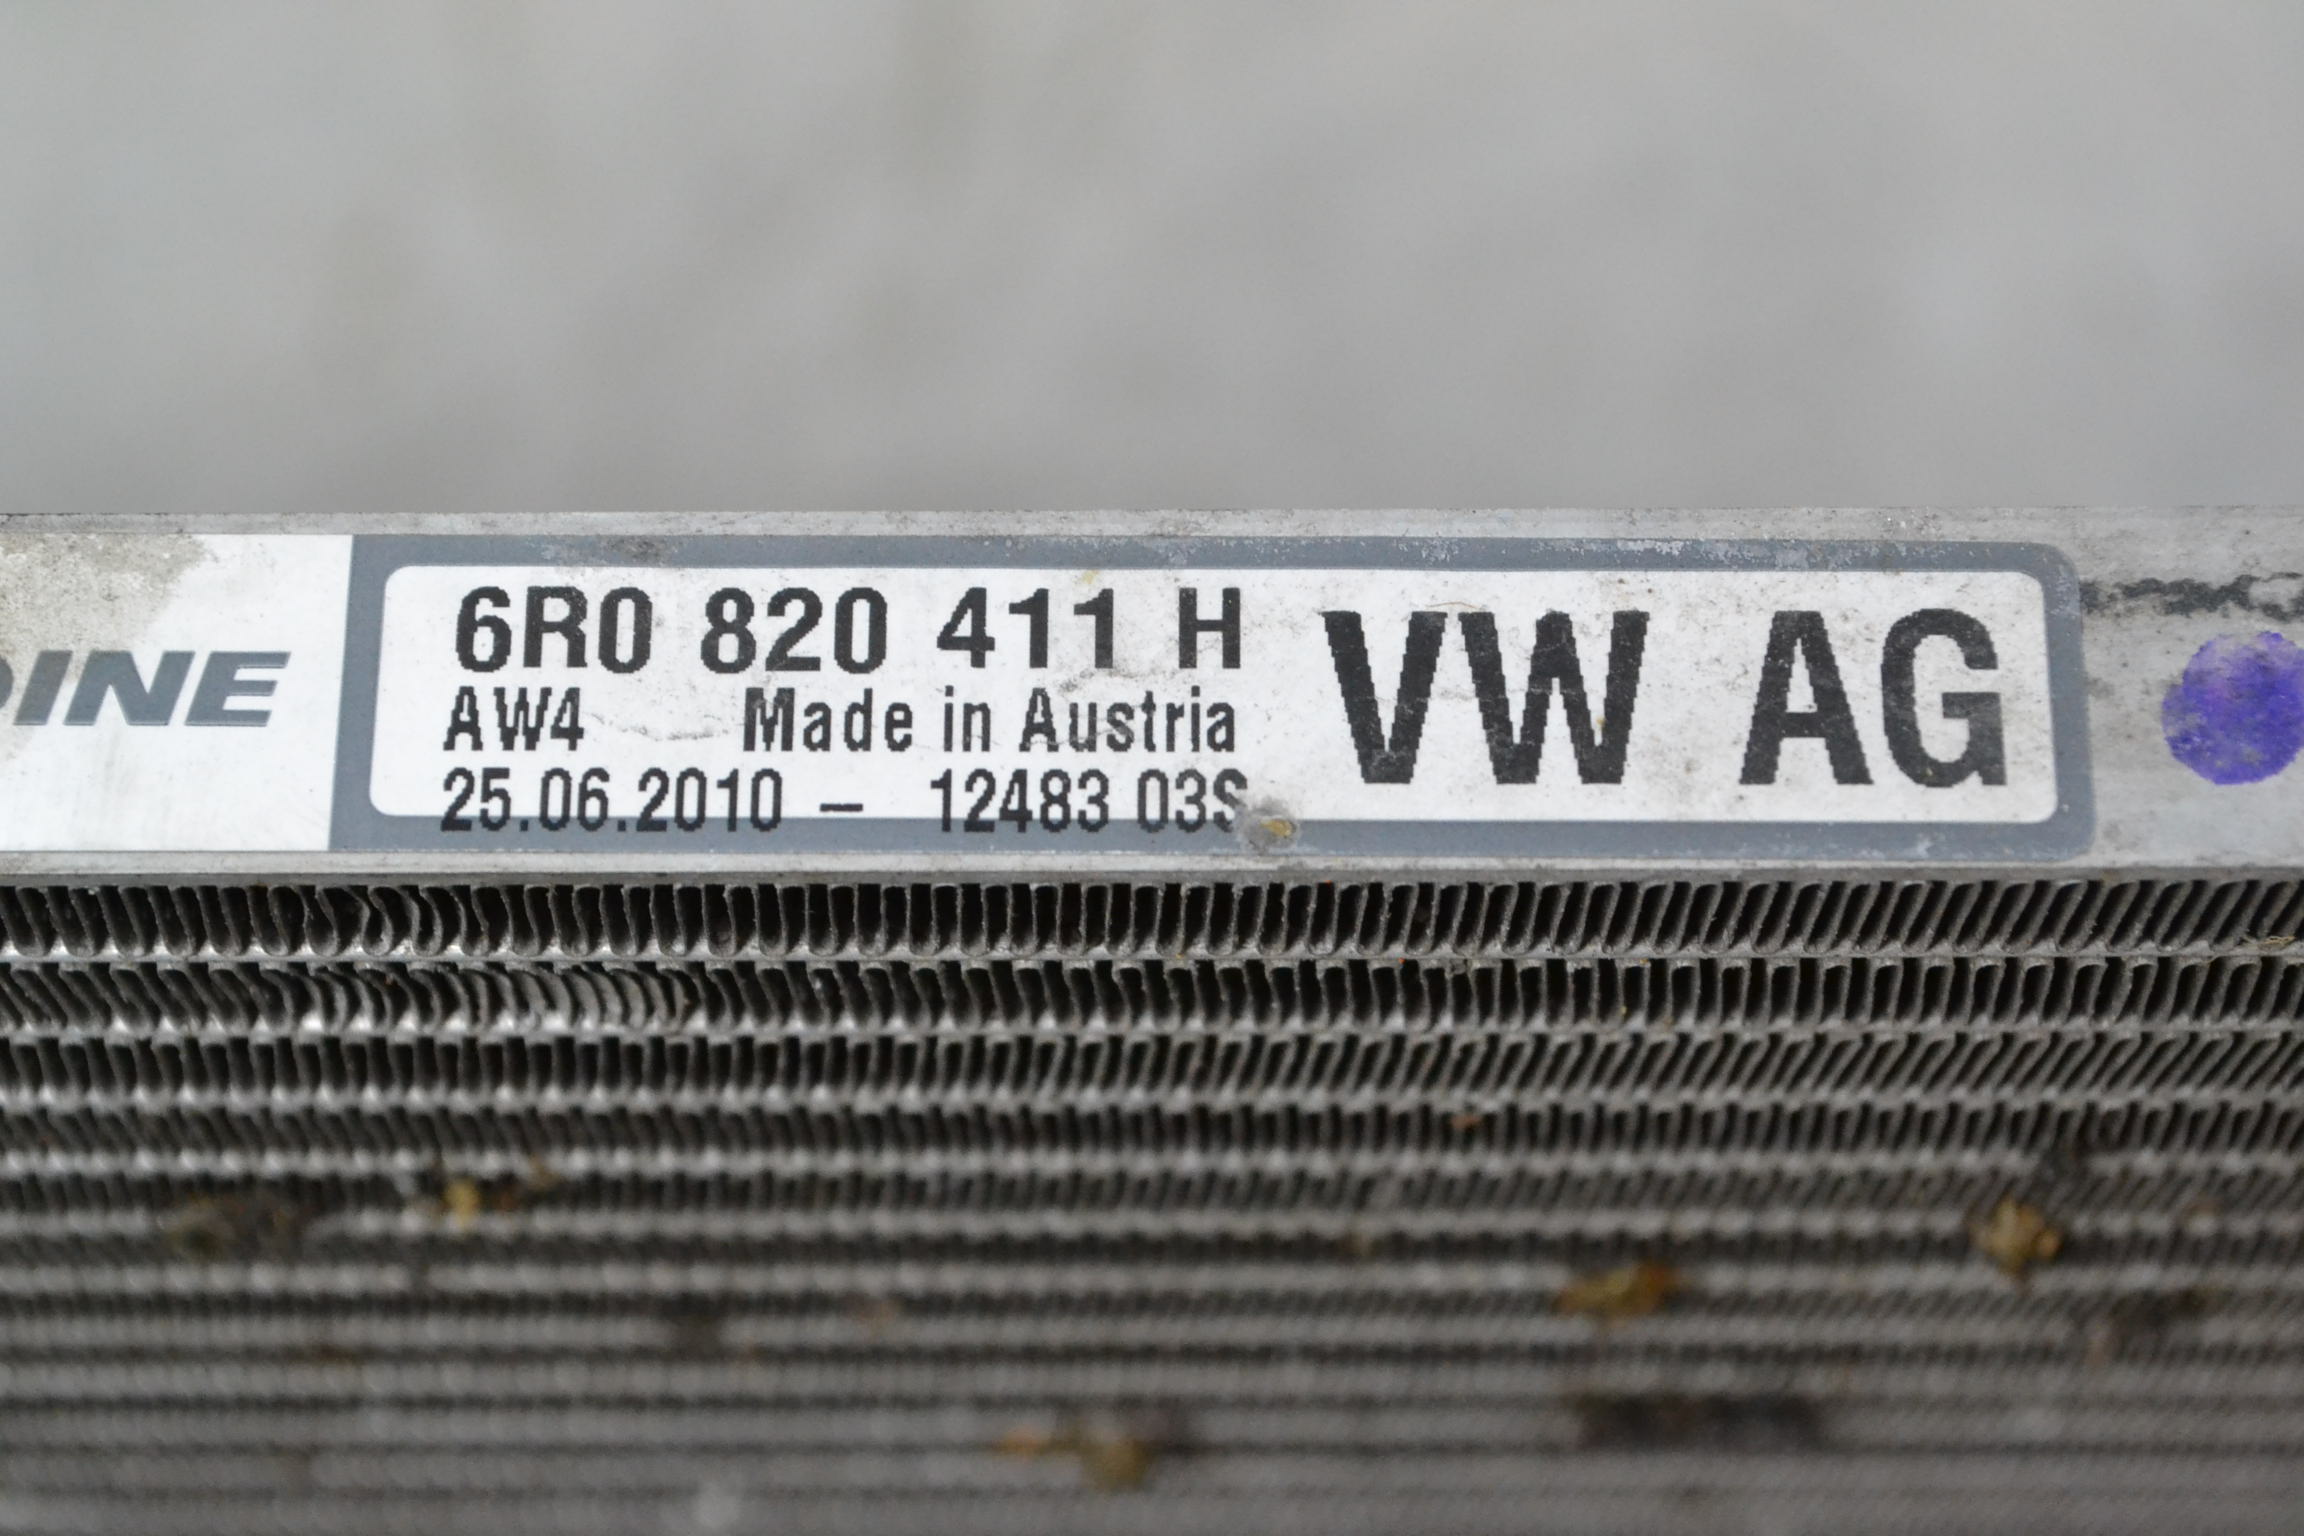 DINE
6R0 820 411 H
AW4 Made in Austria
25.06.2010 - 12483 03S
VW AG